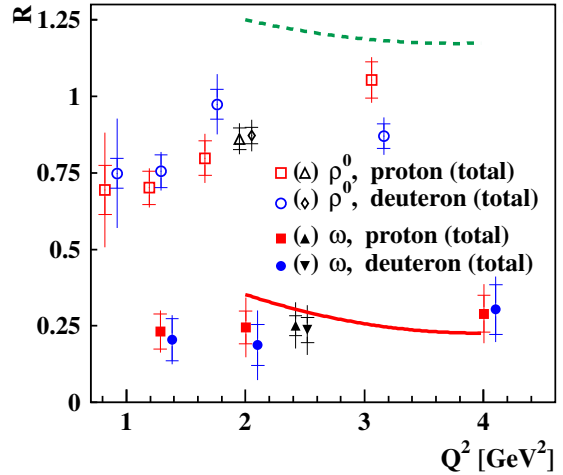 R
1.25
1
0.75
0.5
0.25
0
(▵) ρ⁰, proton (total)
(⋄) ρ⁰, deuteron (total)
(▴) ω, proton (total)
(▾) ω, deuteron (total)
1 2 3 4
Q² [GeV²]